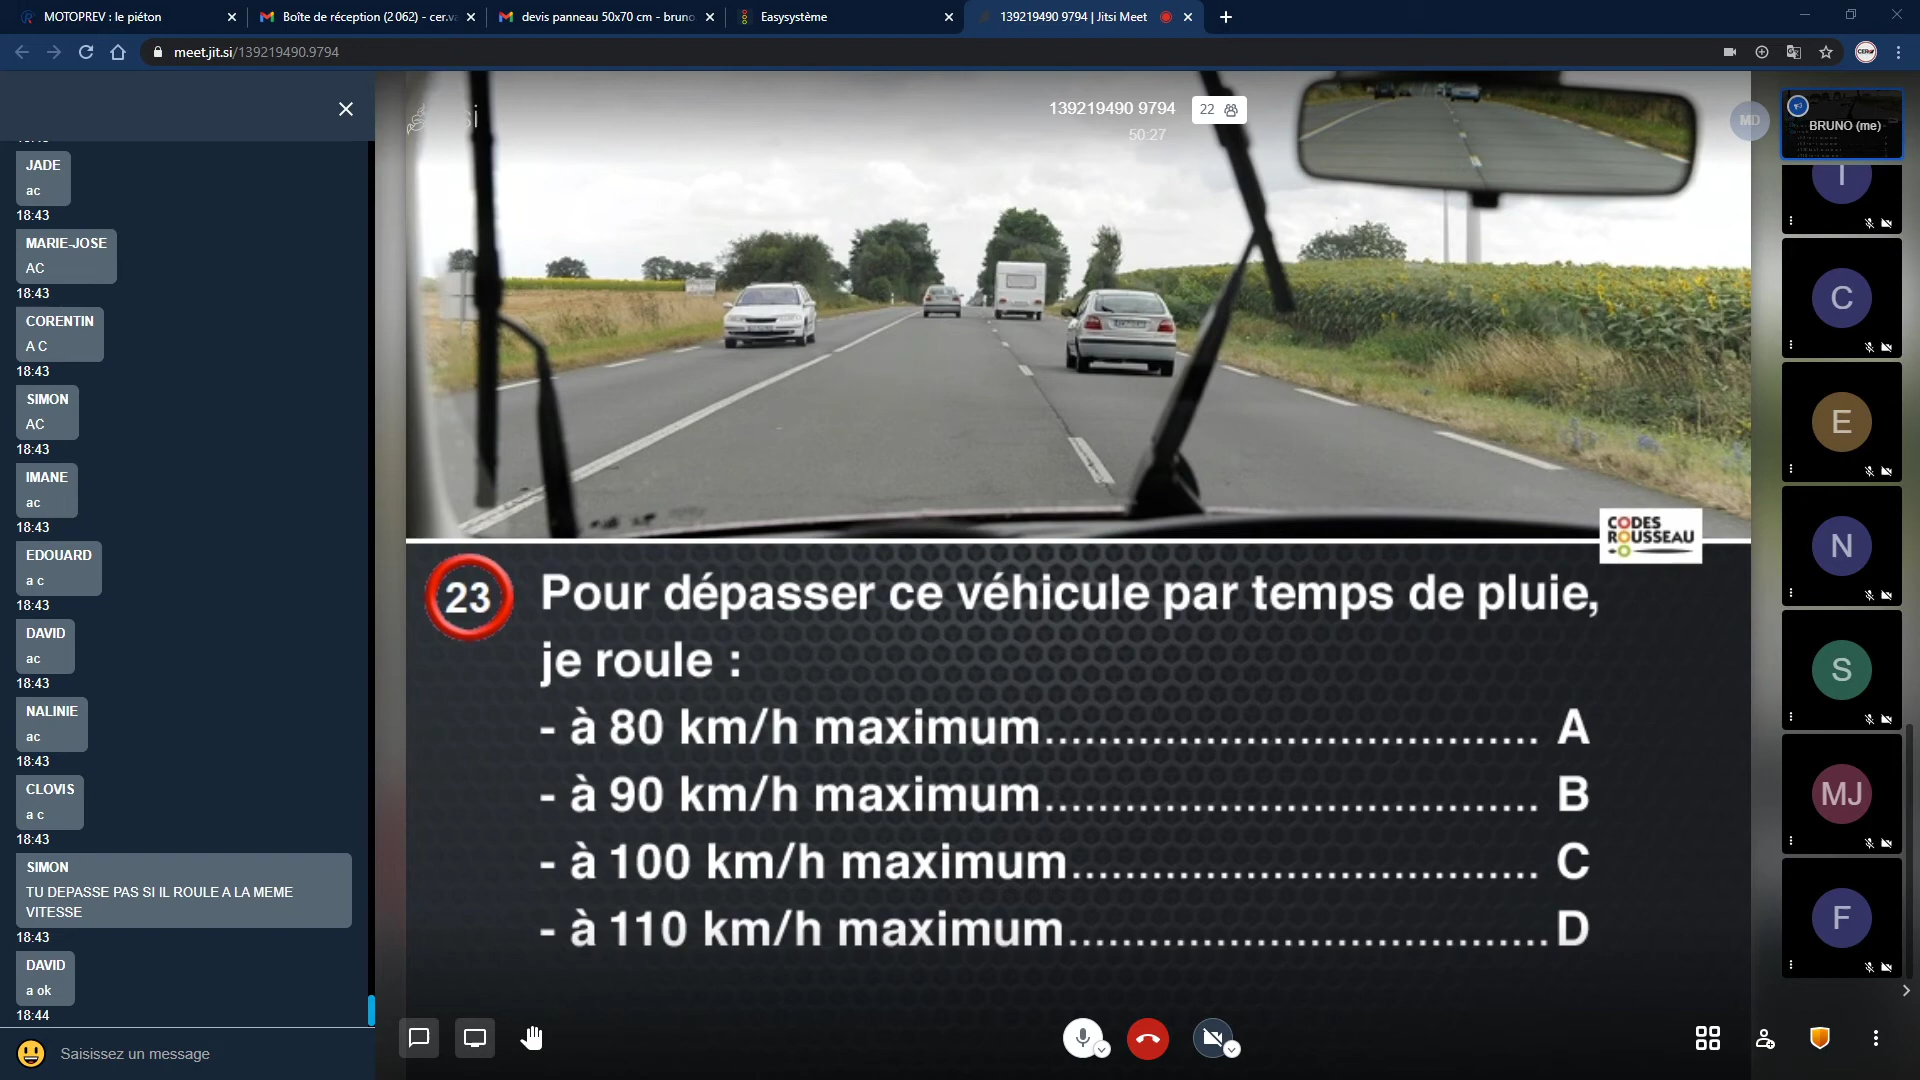 MOTOPREV : le piéton
Boîte de réception (2 062) - cer.va
devis panneau 50x70 cm - bruno
Easysystème
139219490 9794 | Jitsi Meet
meet.jit.si/139219490.9794
139219490 9794
22
50:27
MD
BRUNO (me)
JADE
ac
18:43
MARIE-JOSE
AC
18:43
CORENTIN
A C
18:43
SIMON
AC
18:43
IMANE
ac
18:43
EDOUARD
a c
18:43
DAVID
ac
18:43
NALINIE
ac
18:43
CLOVIS
a c
18:43
SIMON
TU DEPASSE PAS SI IL ROULE A LA MEME
VITESSE
18:43
DAVID
a ok
18:44
Saisissez un message
CODES
ROUSSEAU
23 Pour dépasser ce véhicule par temps de pluie,
je roule :
- à 80 km/h maximum.................................. A
- à 90 km/h maximum.................................. B
- à 100 km/h maximum................................ C
- à 110 km/h maximum................................ D
C
E
N
S
MJ
F